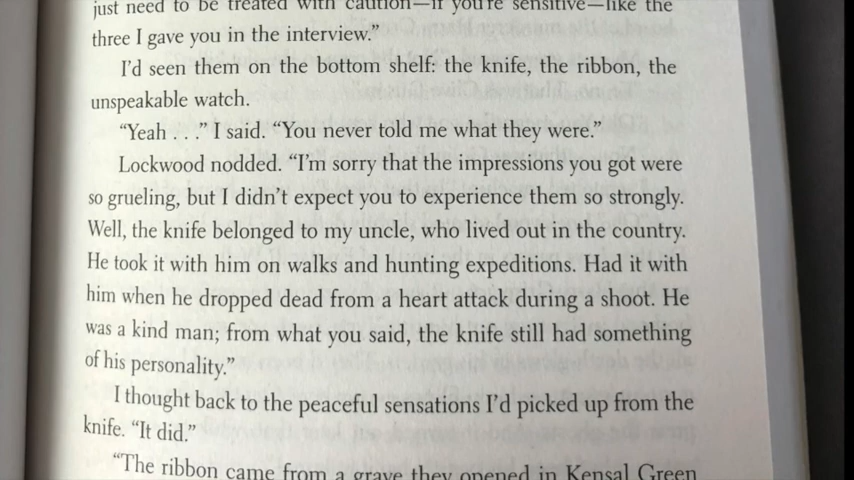 just need to be treated with caution—if you're sensitive—like the
three I gave you in the interview."
I'd seen them on the bottom shelf: the knife, the ribbon, the
unspeakable watch.
"Yeah . . ." I said. "You never told me what they were."
Lockwood nodded. "I'm sorry that the impressions you got were
so grueling, but I didn't expect you to experience them so strongly.
Well, the knife belonged to my uncle, who lived out in the country.
He took it with him on walks and hunting expeditions. Had it with
him when he dropped dead from a heart attack during a shoot. He
was a kind man; from what you said, the knife still had something
of his personality."
I thought back to the peaceful sensations I'd picked up from the
knife. "It did."
"The ribbon came from a grave they opened in Kensal Green